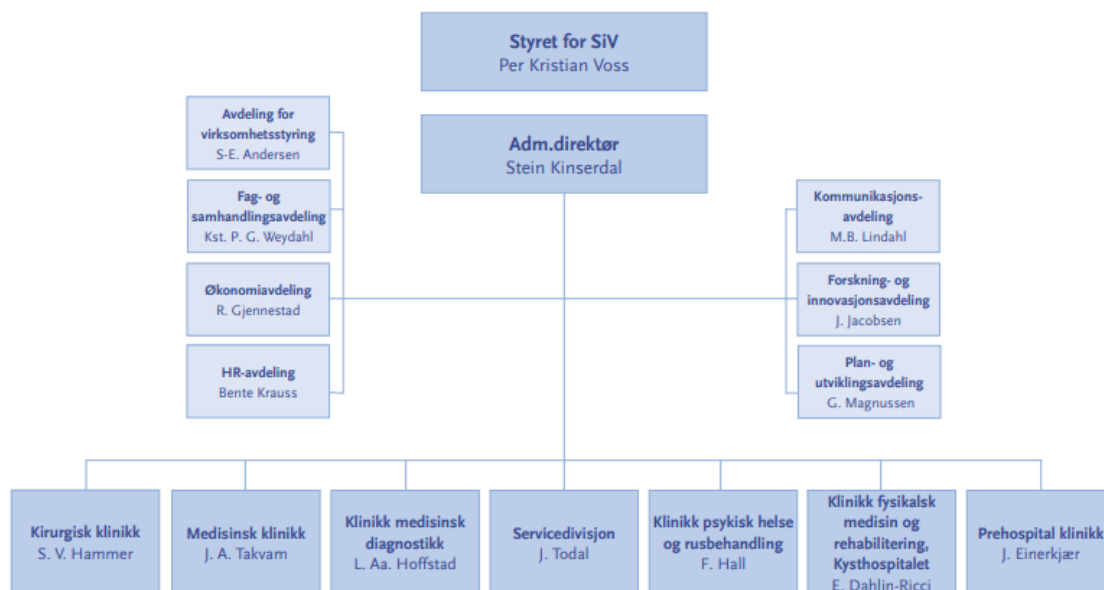 Styret for SiV
Per Kristian Voss
Adm.direktør
Stein Kinserdal
Avdeling for
virksomhetsstyring
S-E. Andersen
Fag- og
samhandlingsavdeling
Kst. P. G. Weydahl
Økonomiavdeling
R. Gjennestad
HR-avdeling
Bente Krauss
Kommunikasjons-
avdeling
M.B. Lindahl
Forskning- og
innovasjonsavdeling
J. Jacobsen
Plan- og
utviklingsavdeling
G. Magnussen
Kirurgisk klinikk
S. V. Hammer
Medisinsk klinikk
J. A. Takvam
Klinikk medisinsk
diagnostikk
L. Aa. Hoffstad
Servicedivisjon
J. Todal
Klinikk psykisk helse
og rusbehandling
F. Hall
Klinikk fysikalsk
medisin og
rehabilitering,
Kysthospitalet
E. Dahlin-Ricci
Prehospital klinikk
J. Einerkjær